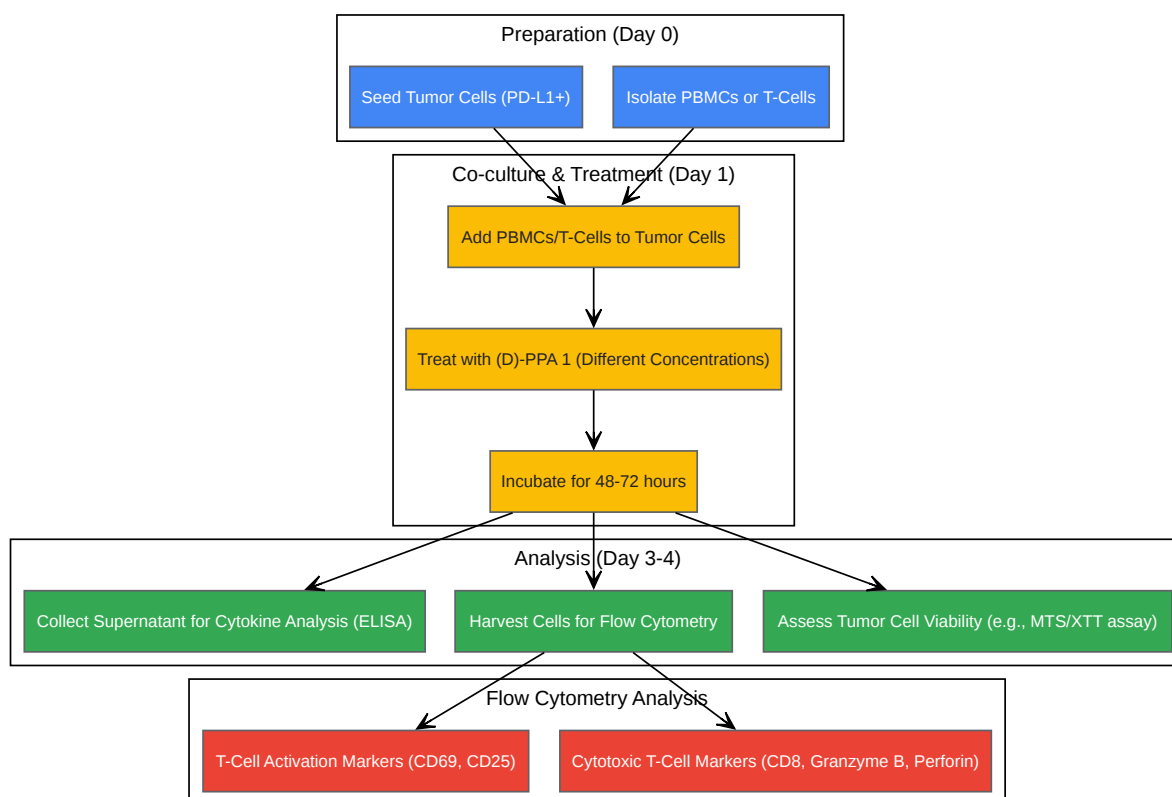 Preparation (Day 0)
Seed Tumor Cells (PD-L1+)
Isolate PBMCs or T-Cells
Co-culture & Treatment (Day 1)
Add PBMCs/T-Cells to Tumor Cells
Treat with (D)-PPA 1 (Different Concentrations)
Incubate for 48-72 hours
Analysis (Day 3-4)
Collect Supernatant for Cytokine Analysis (ELISA)
Harvest Cells for Flow Cytometry
Assess Tumor Cell Viability (e.g., MTS/XTT assay)
Flow Cytometry Analysis
T-Cell Activation Markers (CD69, CD25)
Cytotoxic T-Cell Markers (CD8, Granzyme B, Perforin)